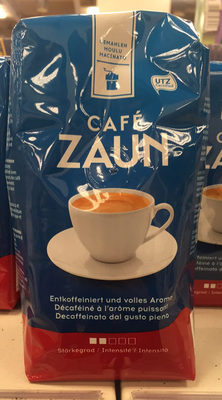 GEMAHLEN
MOULU
MACINATO
UTZ
CAFÉ
ZAUN
Entkoffeiniert und volles Aroma
Décaféiné à l'arôme puissant
Decaffeinato dal gusto pieno
Stärkegrad / Intensité / Intensità